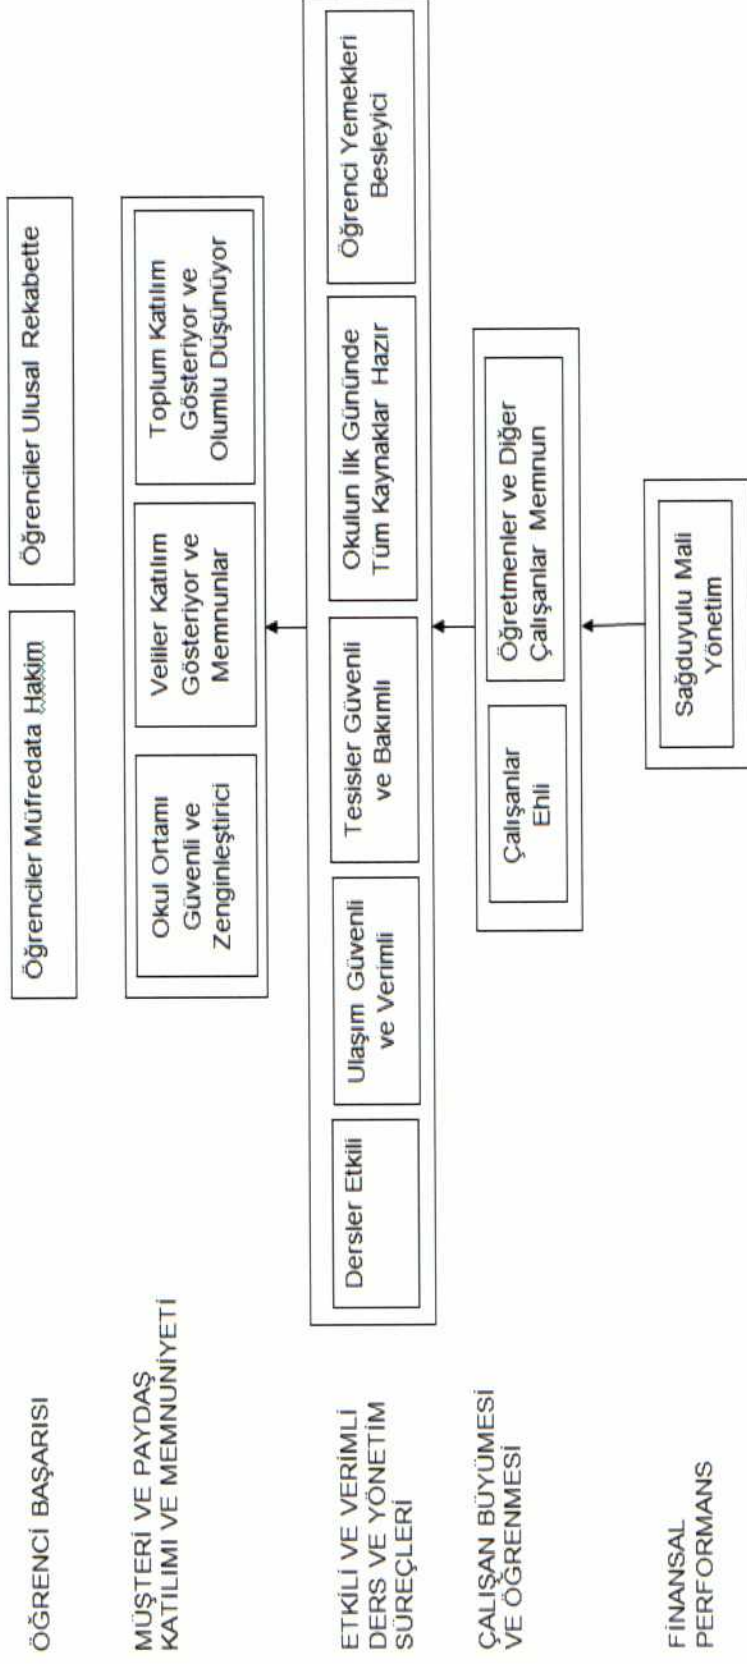 ÖĞRENCİ BAŞARISI
Öğrenciler Müfredata Hakim
Öğrenciler Ulusal Rekabette
MÜŞTERİ VE PAYDAŞ
KATILIMI VE MEMNUNİYETİ
Okul Ortamı
Güvenli ve
Zenginleştirici
Veliler Katılım
Gösteriyor ve
Memnunlar
Toplum Katılım
Gösteriyor ve
Olumlu Düşünüyor
ETKİLİ VE VERİMLİ
DERS VE YÖNETİM
SÜREÇLERİ
Dersler Etkili
Ulaşım Güvenli
ve Verimli
Tesisler Güvenli
ve Bakımlı
Okulun İlk Gününde
Tüm Kaynaklar Hazır
Öğrenci Yemekleri
Besleyici
ÇALIŞAN BÜYÜMESİ
VE ÖĞRENMESİ
Çalışanlar
Ehli
Öğretmenler ve Diğer
Çalışanlar Memnun
FİNANSAL
PERFORMANS
Sağduyulu Mali
Yönetim